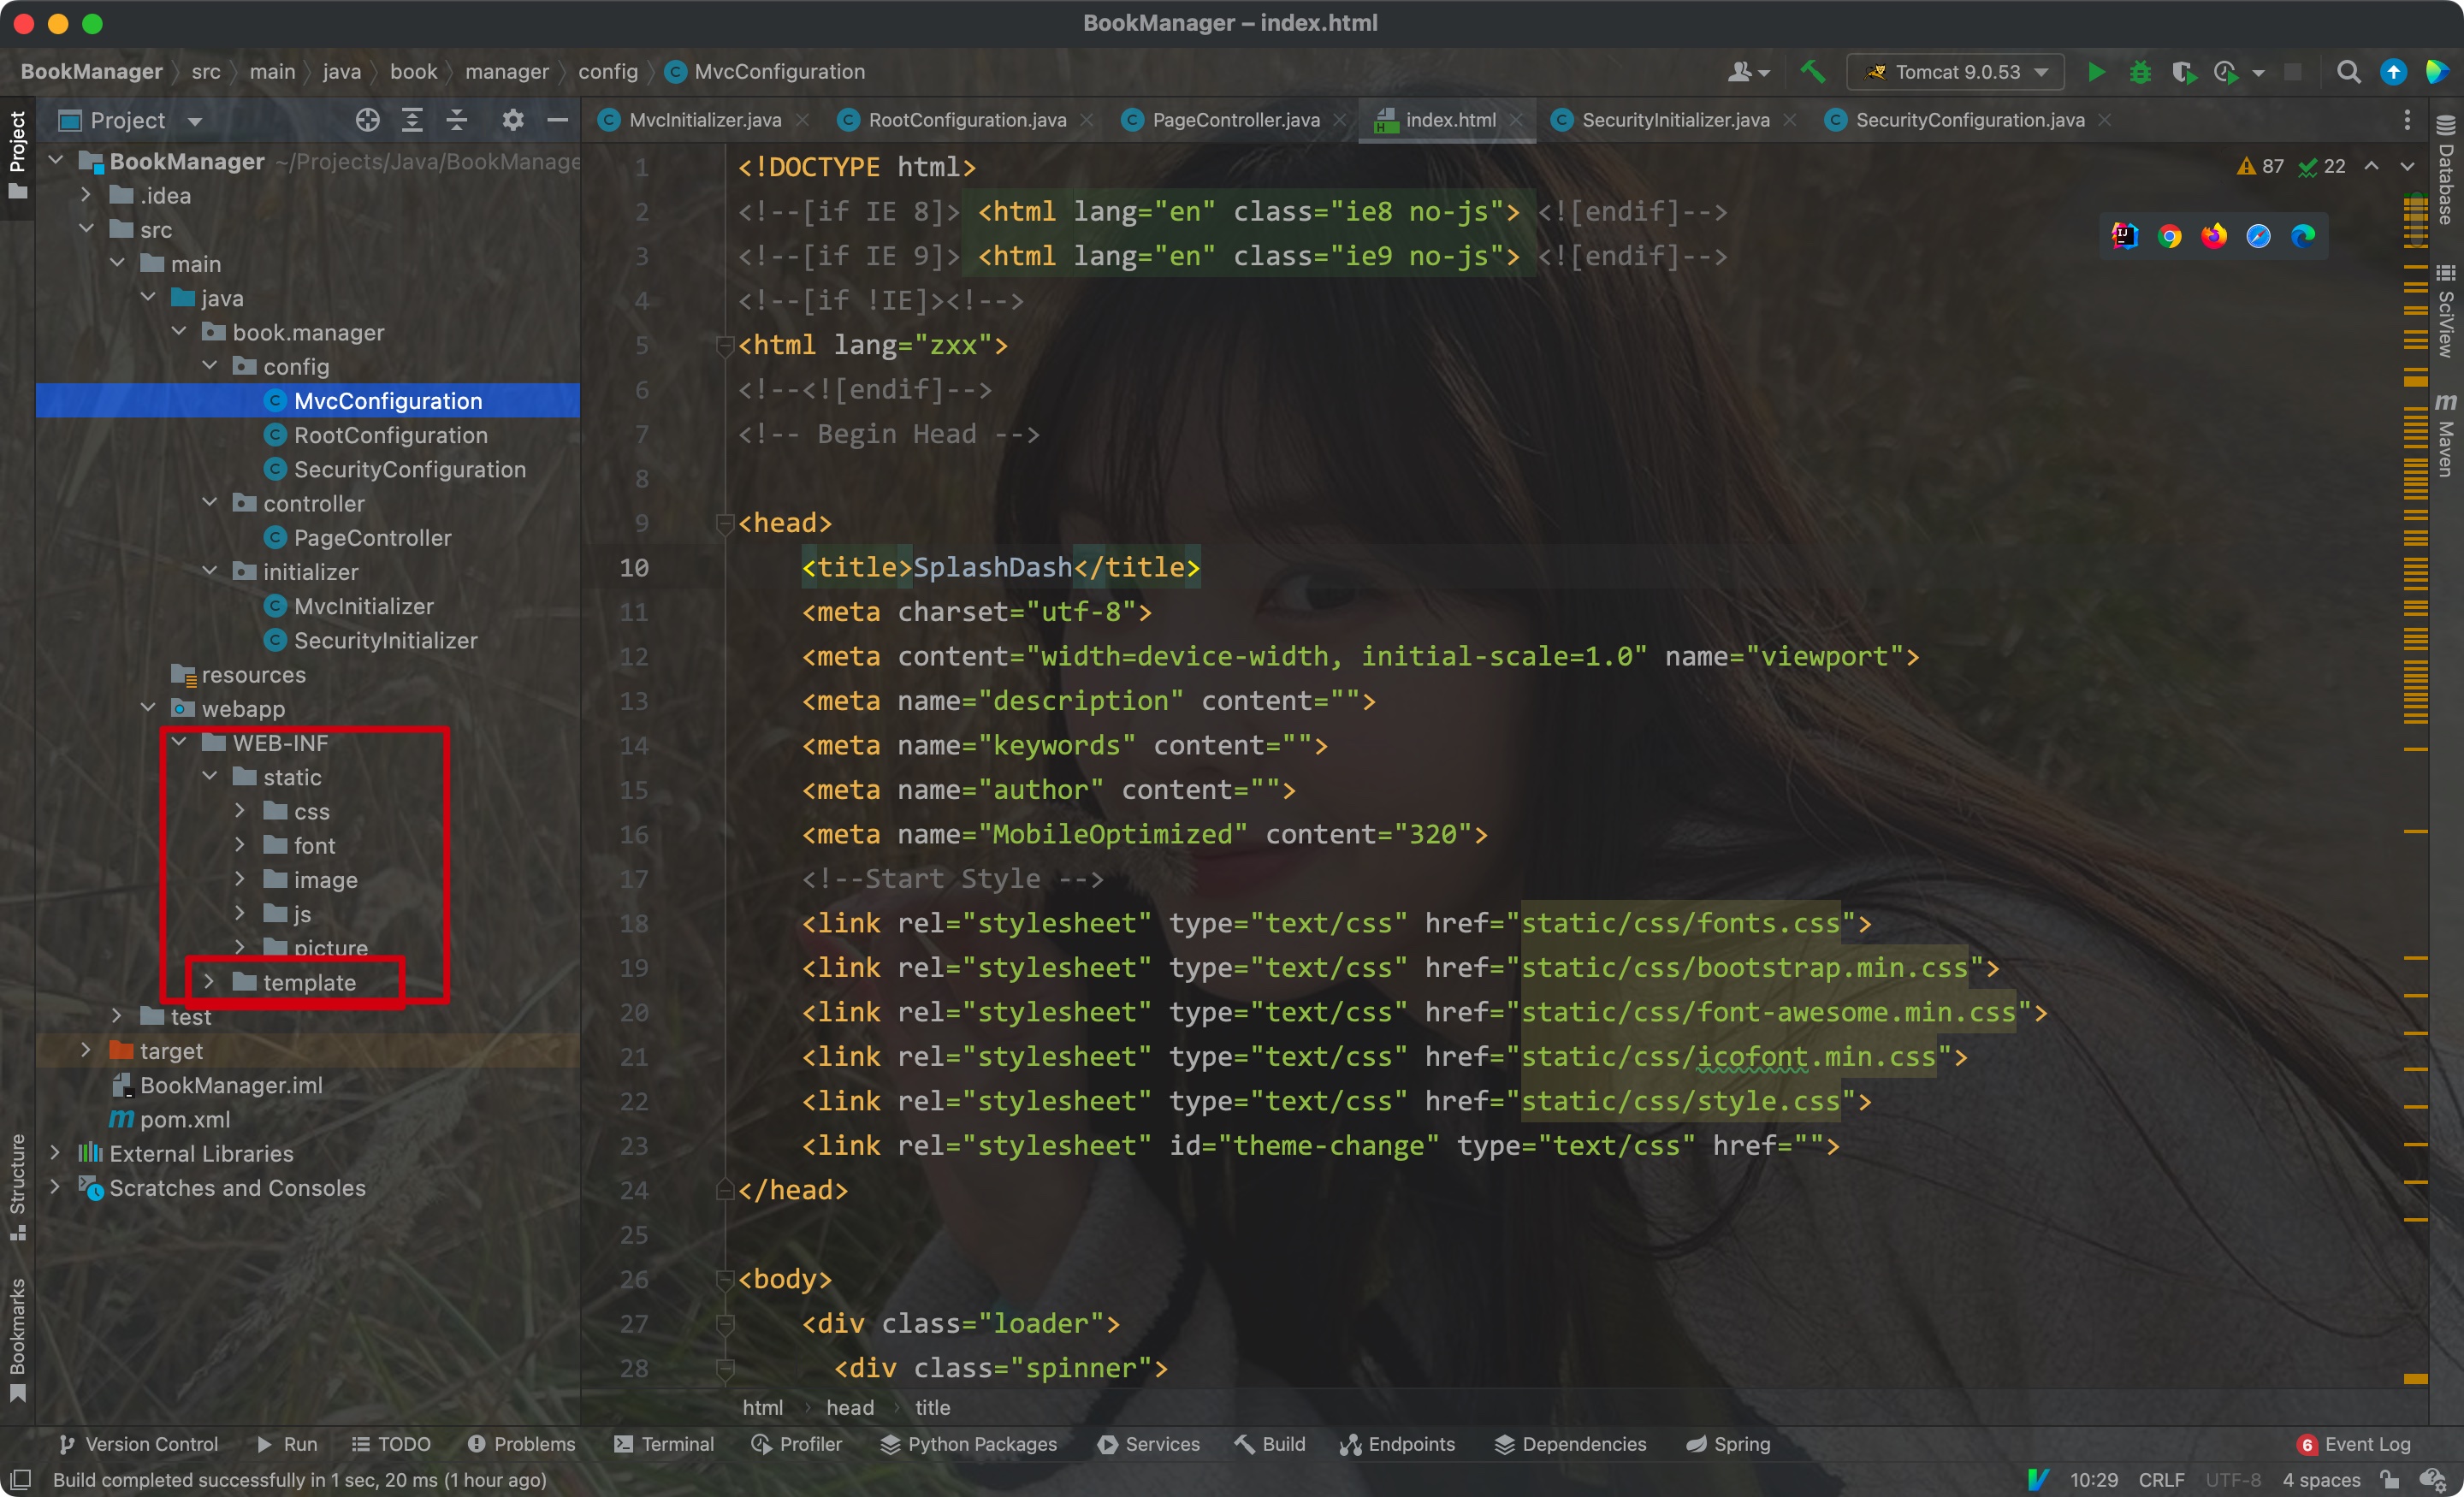 BookManager – index.html
BookManager src main java book manager config MvcConfiguration
Tomcat 9.0.53
Project
MvcInitializer.java RootConfiguration.java PageController.java index.html SecurityInitializer.java SecurityConfiguration.java
Project
Structure
Bookmarks
BookManager ~/Projects/Java/BookManage
.idea
src
main
java
book.manager
config
MvcConfiguration
RootConfiguration
SecurityConfiguration
controller
PageController
initializer
MvcInitializer
SecurityInitializer
resources
webapp
WEB-INF
static
css
font
image
js
picture
template
test
target
BookManager.iml
pom.xml
External Libraries
Scratches and Consoles
87 22
1 <!DOCTYPE html>
2 <!--[if IE 8]> <html lang="en" class="ie8 no-js"> <![endif]-->
3 <!--[if IE 9]> <html lang="en" class="ie9 no-js"> <![endif]-->
4 <!--[if !IE]><!-->
5 <html lang="zxx">
6 <!--<![endif]-->
7 <!-- Begin Head -->
8
9 <head>
10 <title>SplashDash</title>
11 <meta charset="utf-8">
12 <meta content="width=device-width, initial-scale=1.0" name="viewport">
13 <meta name="description" content="">
14 <meta name="keywords" content="">
15 <meta name="author" content="">
16 <meta name="MobileOptimized" content="320">
17 <!--Start Style -->
18 <link rel="stylesheet" type="text/css" href="static/css/fonts.css">
19 <link rel="stylesheet" type="text/css" href="static/css/bootstrap.min.css">
20 <link rel="stylesheet" type="text/css" href="static/css/font-awesome.min.css">
21 <link rel="stylesheet" type="text/css" href="static/css/icofont.min.css">
22 <link rel="stylesheet" type="text/css" href="static/css/style.css">
23 <link rel="stylesheet" id="theme-change" type="text/css" href="">
24 </head>
25
26 <body>
27 <div class="loader">
28 <div class="spinner">
html head title
Database
SciView
Maven
Version Control Run TODO Problems Terminal Profiler Python Packages Services Build Endpoints Dependencies Spring 6 Event Log
Build completed successfully in 1 sec, 20 ms (1 hour ago) 10:29 CRLF UTF-8 4 spaces